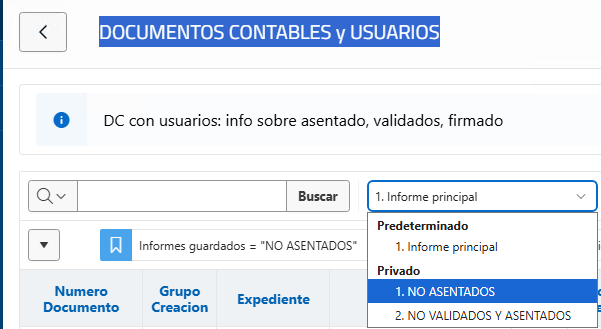 DOCUMENTOS CONTABLES y USUARIOS
DC con usuarios: info sobre asentado, validados, firmado
Buscar
1. Informe principal
Predeterminado
1. Informe principal
Privado
1. NO ASENTADOS
2. NO VALIDADOS Y ASENTADOS
Informes guardados = "NO ASENTADOS"
Numero Documento
Grupo Creacion
Expediente